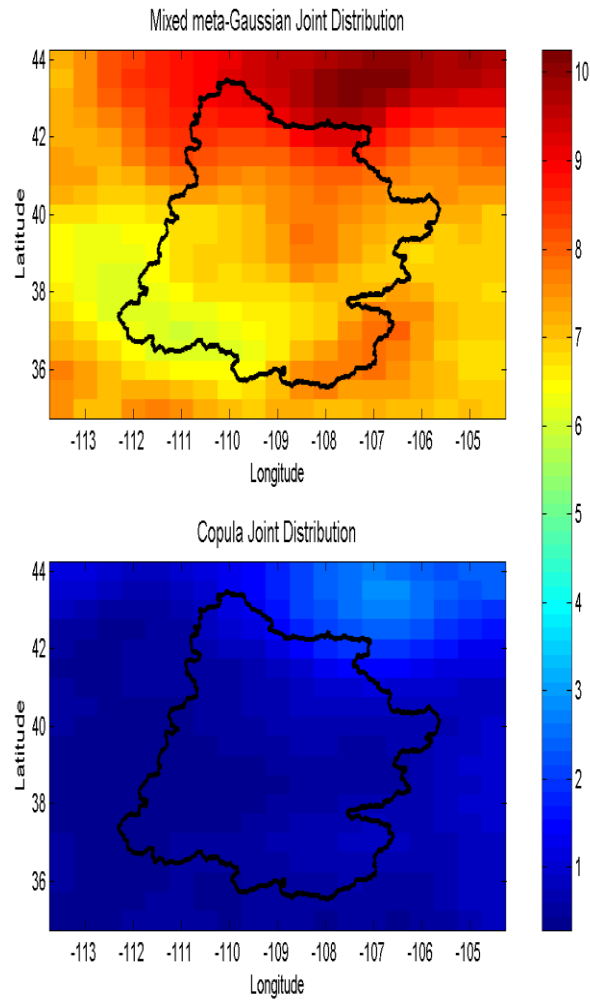 Mixed meta-Gaussian Joint Distribution
44
42
40
38
36
Latitude
-113 -112 -111 -110 -109 -108 -107 -106 -105
Longitude
Copula Joint Distribution
44
42
40
38
36
Latitude
-113 -112 -111 -110 -109 -108 -107 -106 -105
Longitude
10
9
8
7
6
5
4
3
2
1